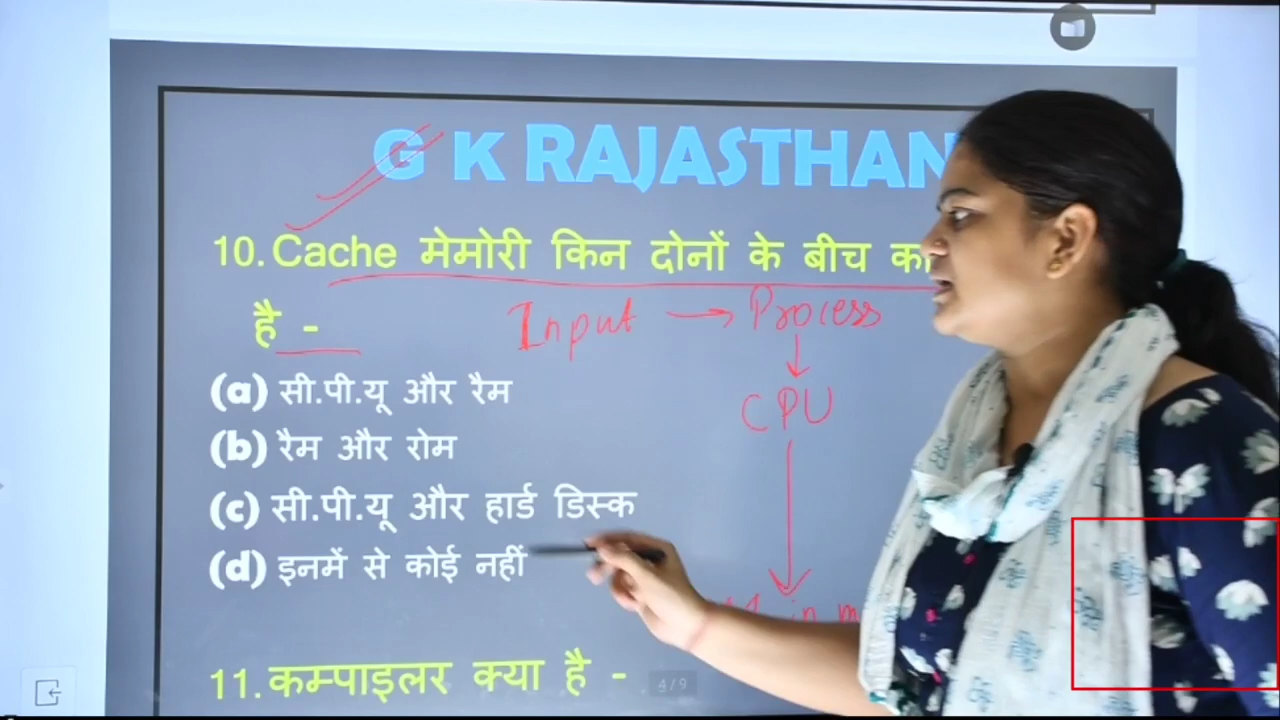 G K RAJASTHAN
10. Cache मेमोरी किन दोनों के बीच
है -
Input → Process
(a) सी.पी.यू और रैम
CPU
(b) रैम और रोम
(c) सी.पी.यू और हार्ड डिस्क
(d) इनमें से कोई नहीं
11. कम्पाइलर क्या है -
4/9